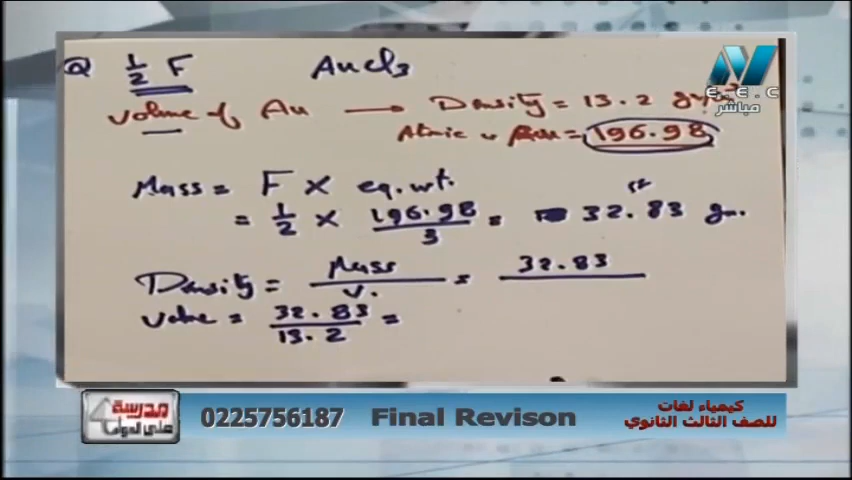 Q 1/2 F AuCl3
E.E.C
مباشر
Volume of Au → Density = 13.2
Mass = 196.98
Mass = F × eq.wt.
= 1/2 × 196.98/3 = 32.83 gm.
Density = Mass/V. = 32.83
Volume = 32.83/13.2 =
مدرسة على الهواء
0225756187 Final Revison
كيمياء لغات
للصف الثالث الثانوي